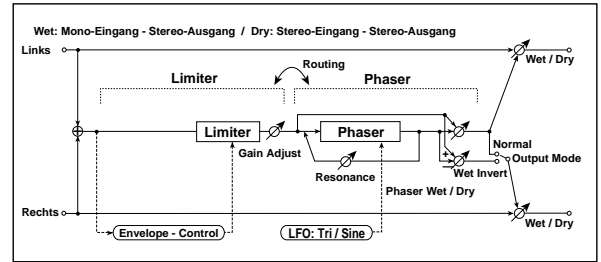 Wet: Mono-Eingang - Stereo-Ausgang / Dry: Stereo-Eingang - Stereo-Ausgang
Links
Wet / Dry
Routing
Limiter
Phaser
Limiter
Phaser
Normal
Output Mode
Gain Adjust
+
−
Resonance
Wet Invert
Phaser Wet / Dry
Rechts
Wet / Dry
Envelope - Control
LFO: Tri / Sine